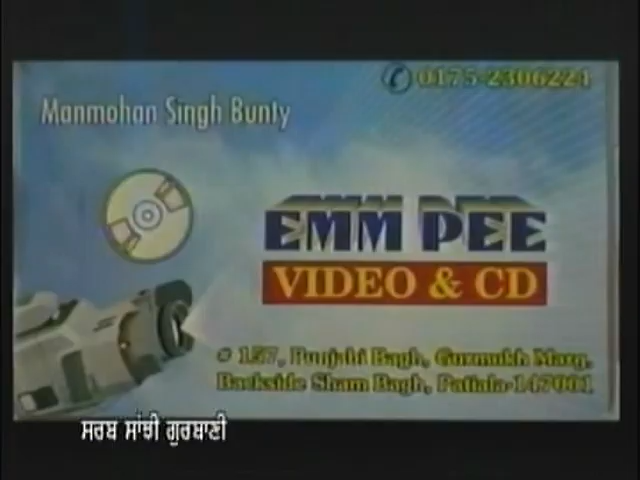 0175-2306224
Manmohan Singh Bunty
EMM PEE
VIDEO & CD
# 157, Punjabi Bagh, Gurmukh Marg,
Backside Sham Bagh, Patiala-147001
ਸਰਬ ਸਾਂਝੀ ਗੁਰਬਾਣੀ